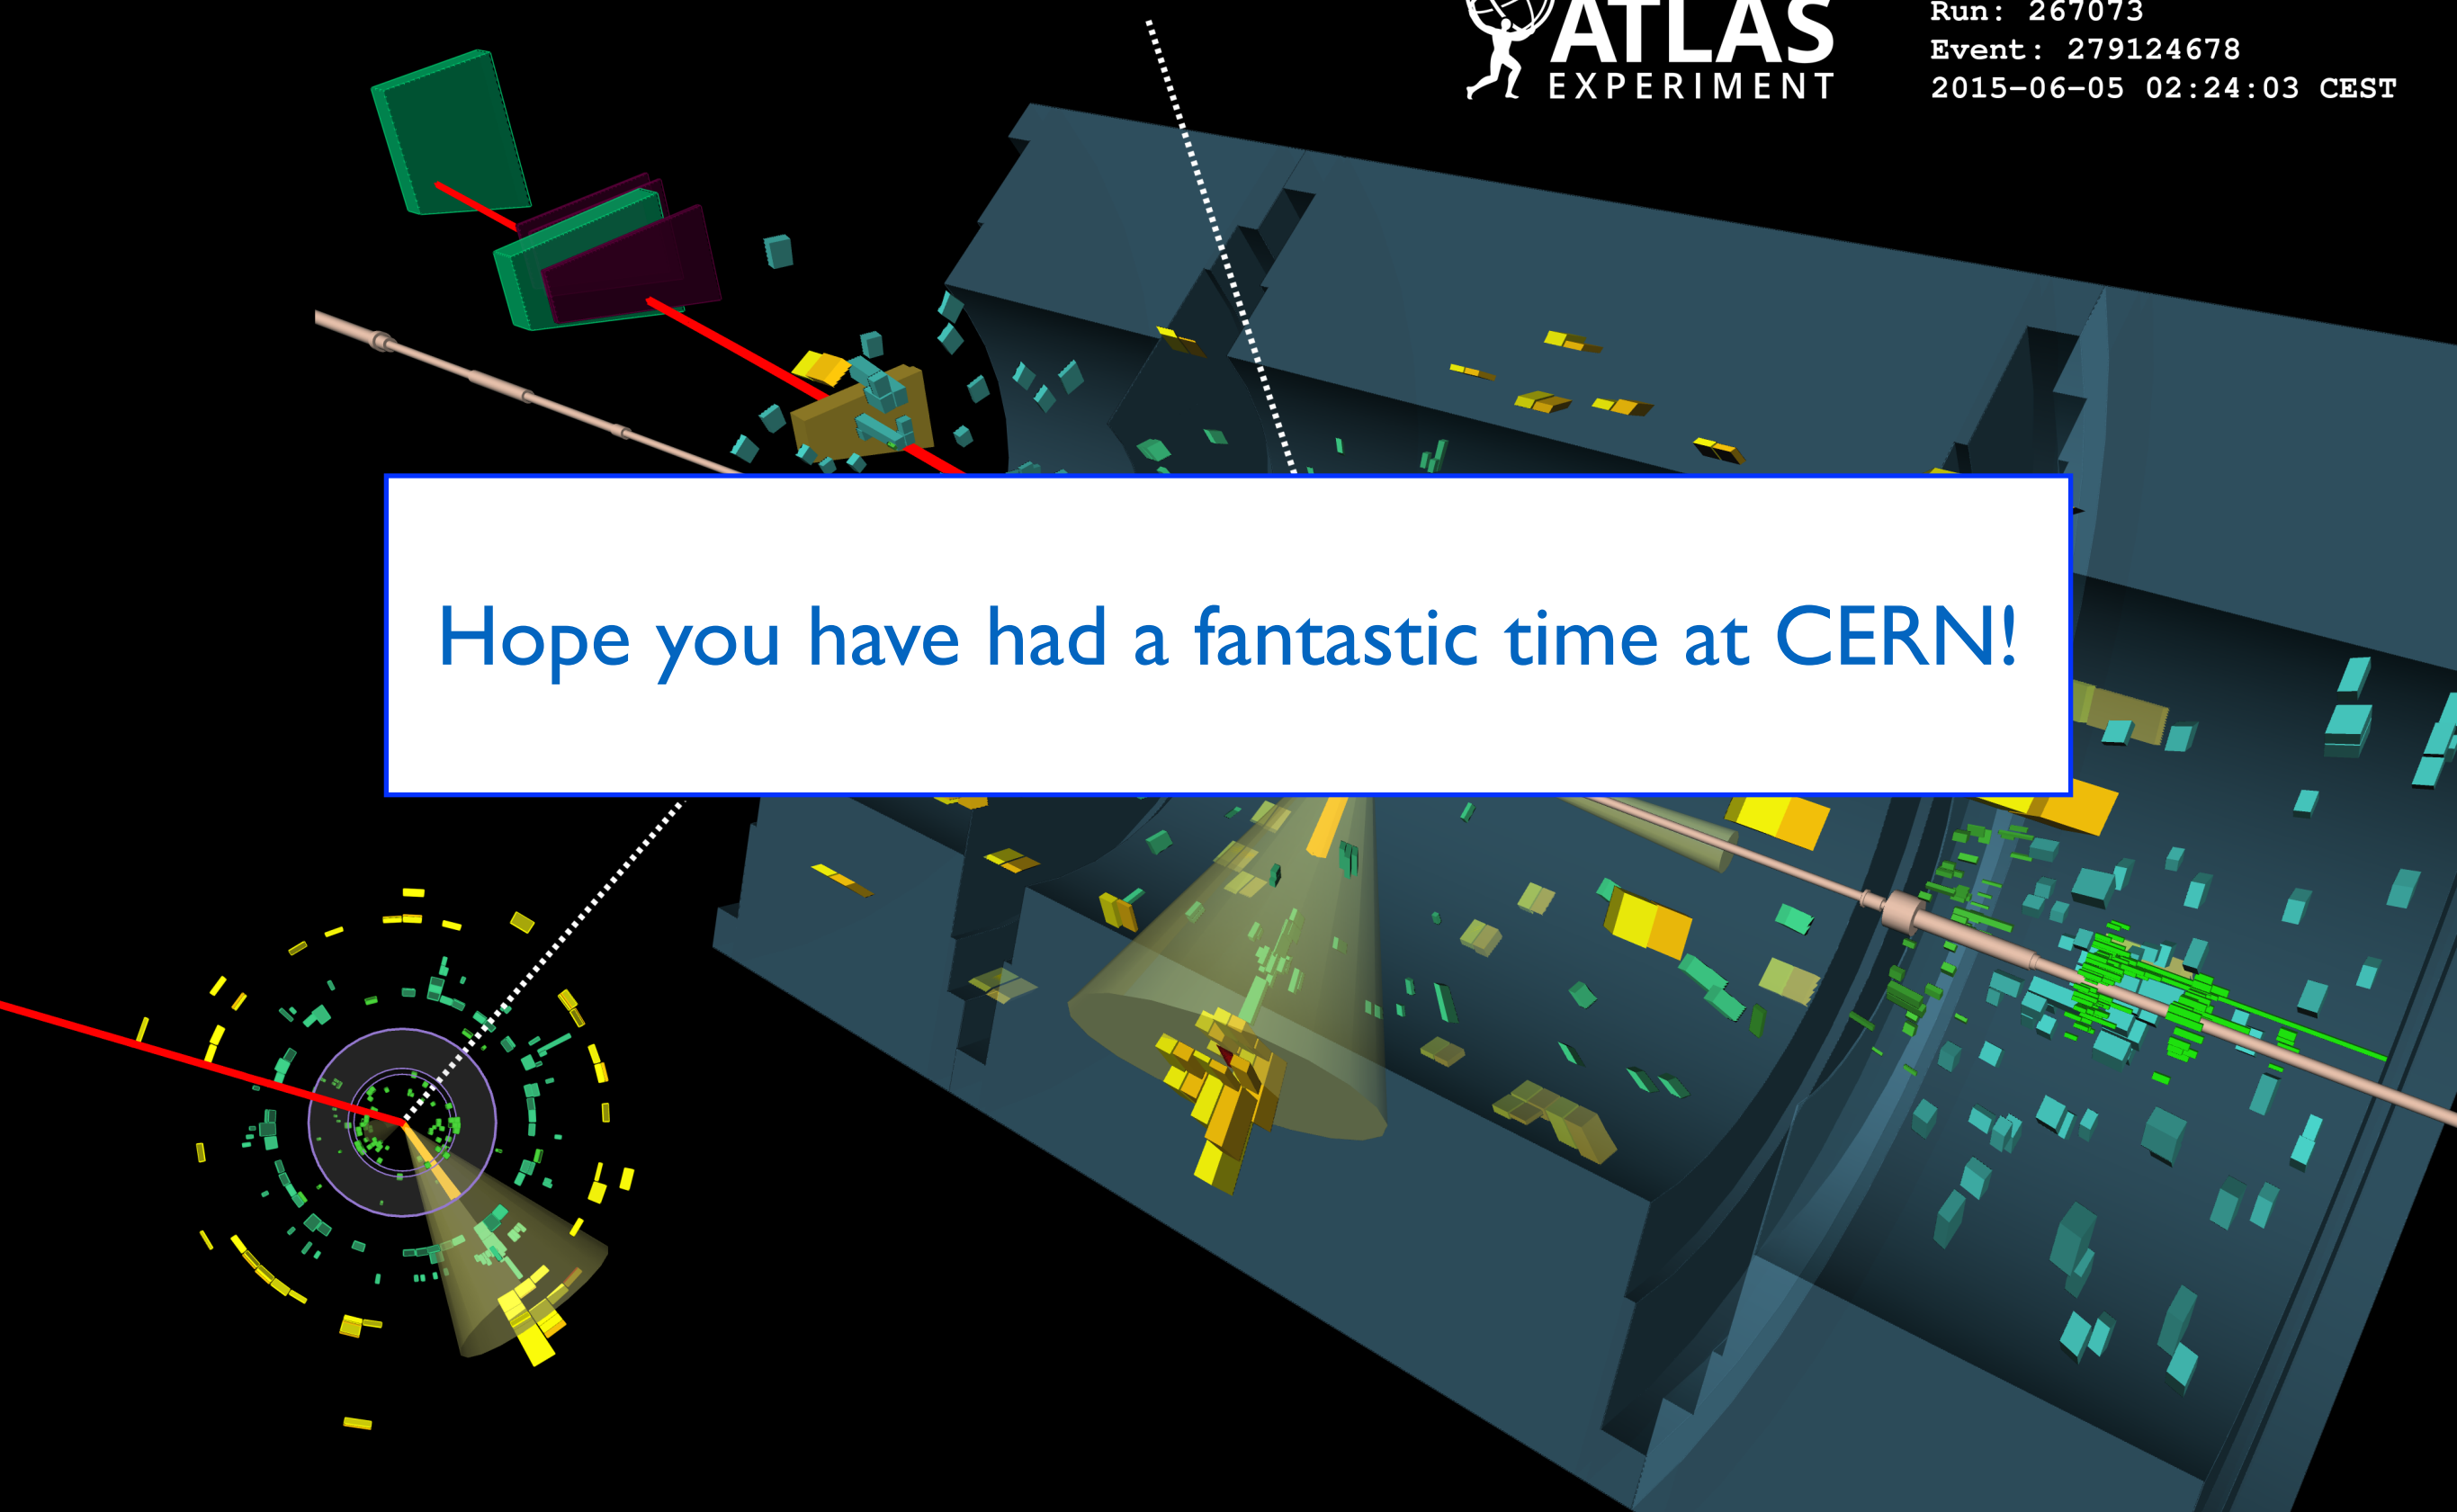 ATLAS
EXPERIMENT
Run: 267073
Event: 279124678
2015-06-05 02:24:03 CEST
Hope you have had a fantastic time at CERN!